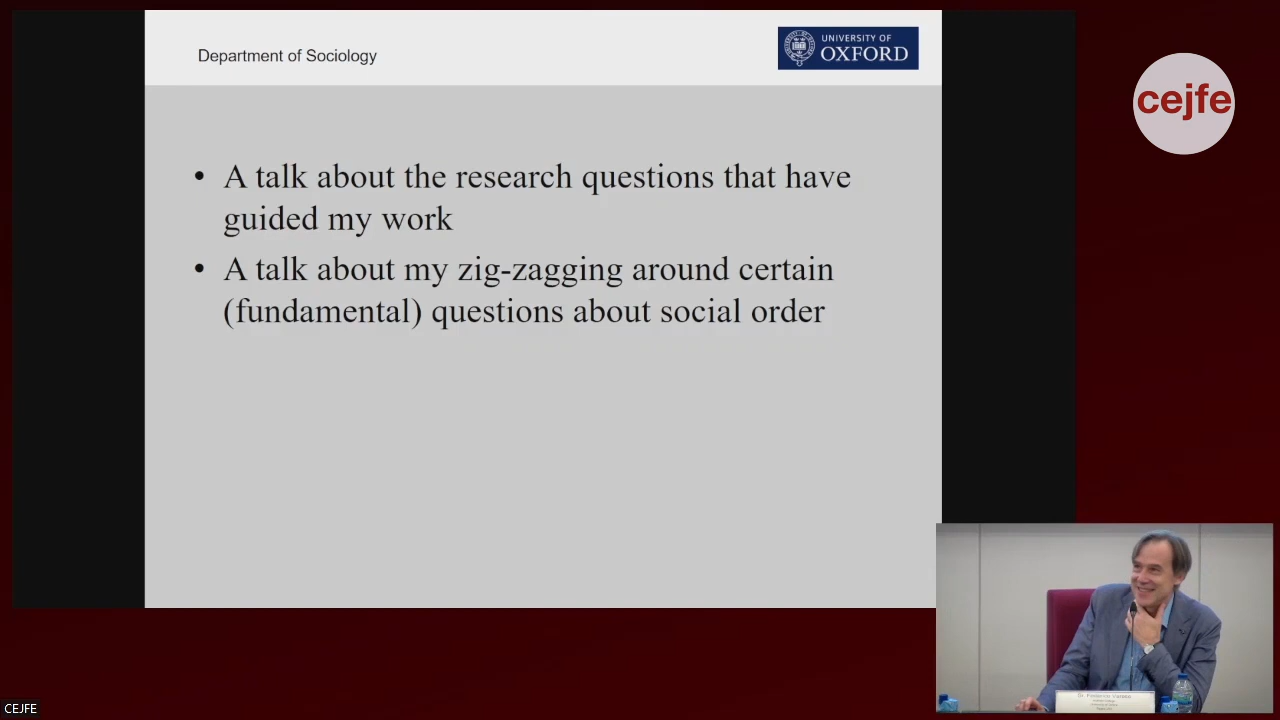 Department of Sociology
UNIVERSITY OF
OXFORD
cejfe
• A talk about the research questions that have
guided my work
• A talk about my zig-zagging around certain
(fundamental) questions about social order
CEJFE